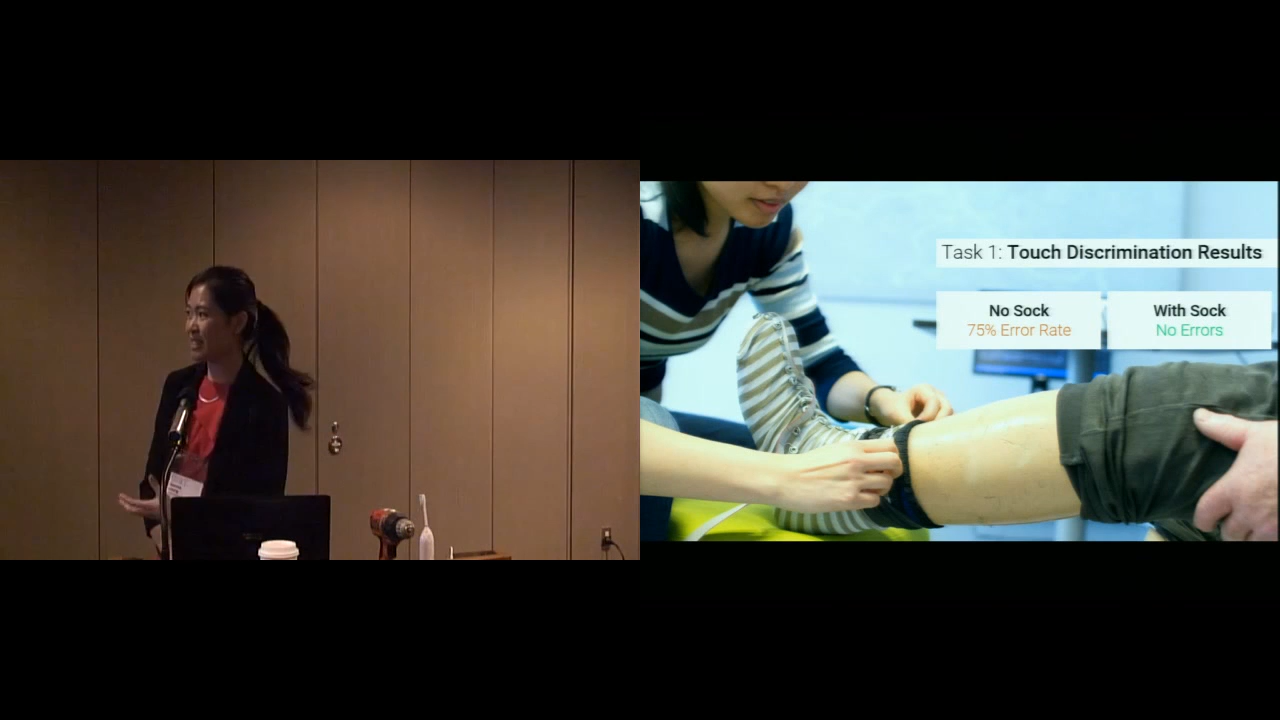 Task 1: Touch Discrimination Results
No Sock
75% Error Rate
With Sock
No Errors